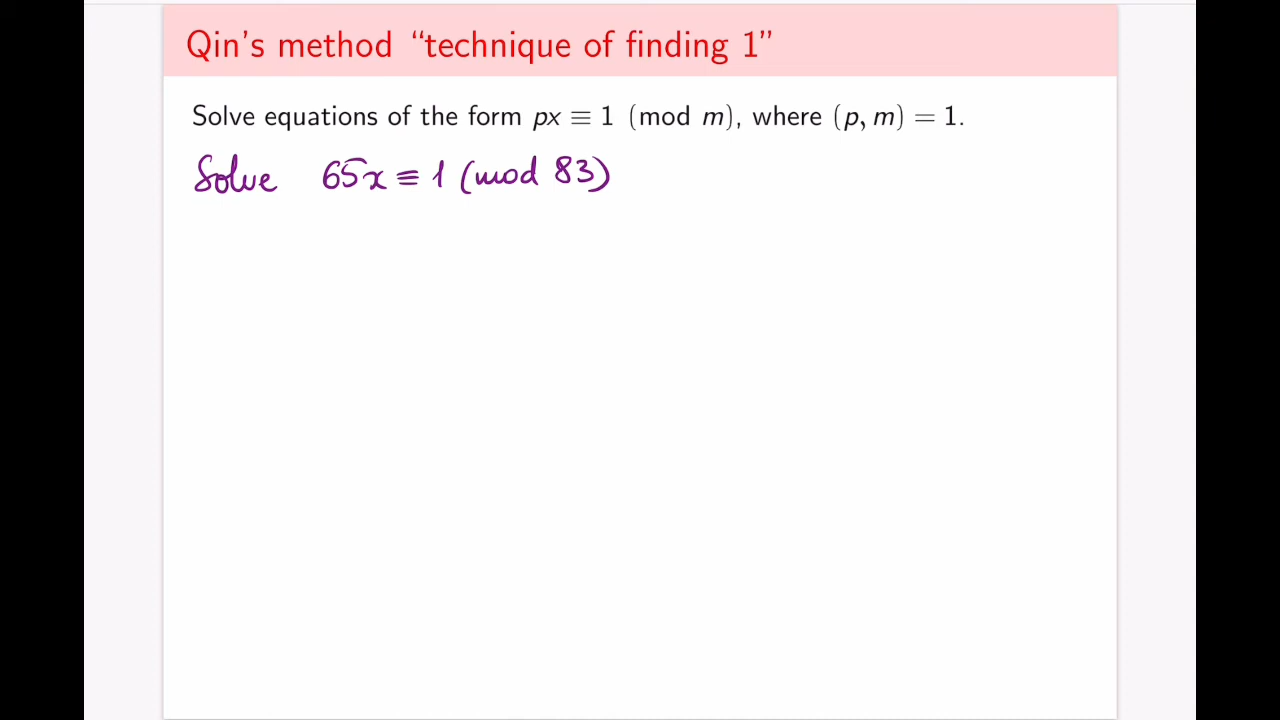 Qin's method “technique of finding 1”
Solve equations of the form px ≡ 1 (mod m), where (p, m) = 1.
Solve 65x ≡ 1 (mod 83)